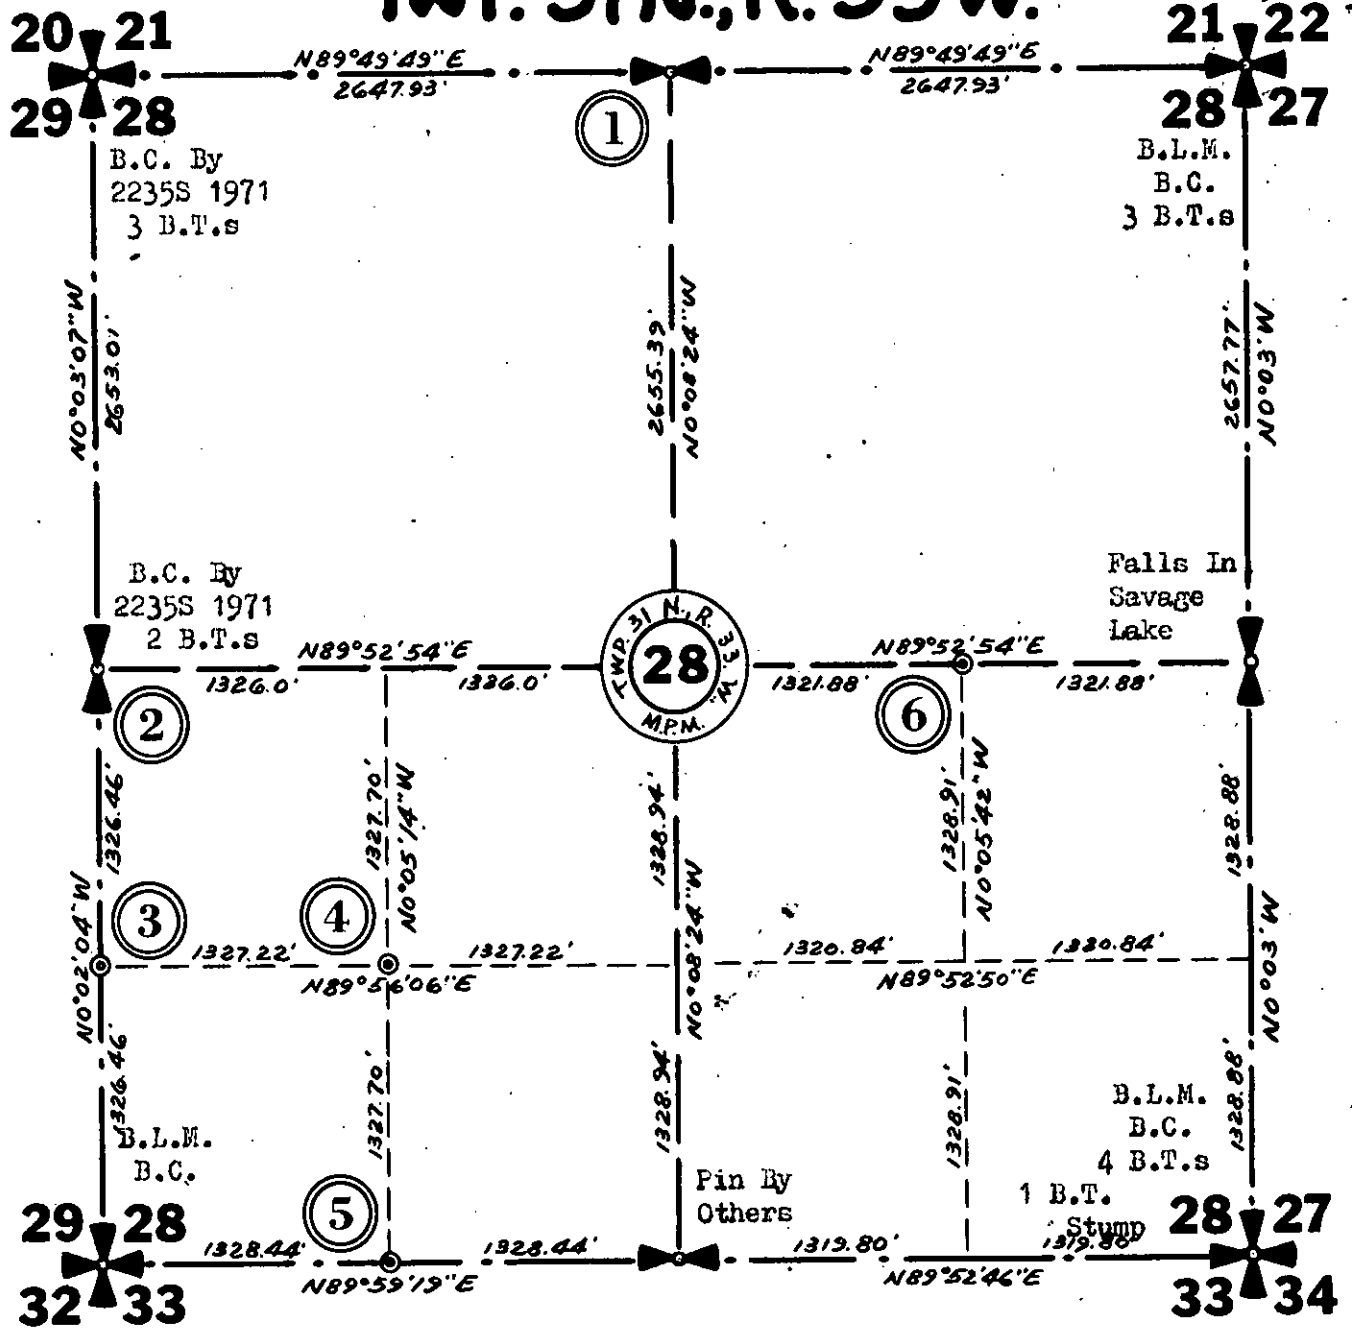 TWP. 31N., R. 33W.
20 21
21 22
N89°49'49"E
N89°49'49"E
2647.93'
2647.93'
29 28
28 27
1
B.C. By
2235S 1971
3 B.T.s
B.L.M.
B.C.
3 B.T.s
N0°03'07"W
2653.01'
2655.39'
N0°08'24"W
2657.77'
N0°03'W
B.C. By
2235S 1971
2 B.T.s
Falls In
Savage
Lake
N89°52'54"E
N89°52'54"E
1326.0'
1326.0'
1321.88'
1321.88'
TWP. 31 N., R. 33 W.
28
M.P.M.
2
6
1326.46'
1327.70'
N0°05'14"W
1328.94'
1328.91'
N0°05'42"W
1328.88'
3
4
N0°02'04"W
N0°08'24"W
N0°03'W
1327.22'
1327.22'
1320.84'
1320.84'
N89°56'06"E
N89°52'50"E
1326.46'
1327.70'
1328.94'
1328.91'
1328.88'
B.L.M.
B.C.
B.L.M.
B.C.
4 B.T.s
1 B.T.
Stump
Pin By
Others
5
29 28
28 27
1328.44'
1328.44'
1319.80'
1319.80'
N89°59'19"E
N89°52'46"E
32 33
33 34